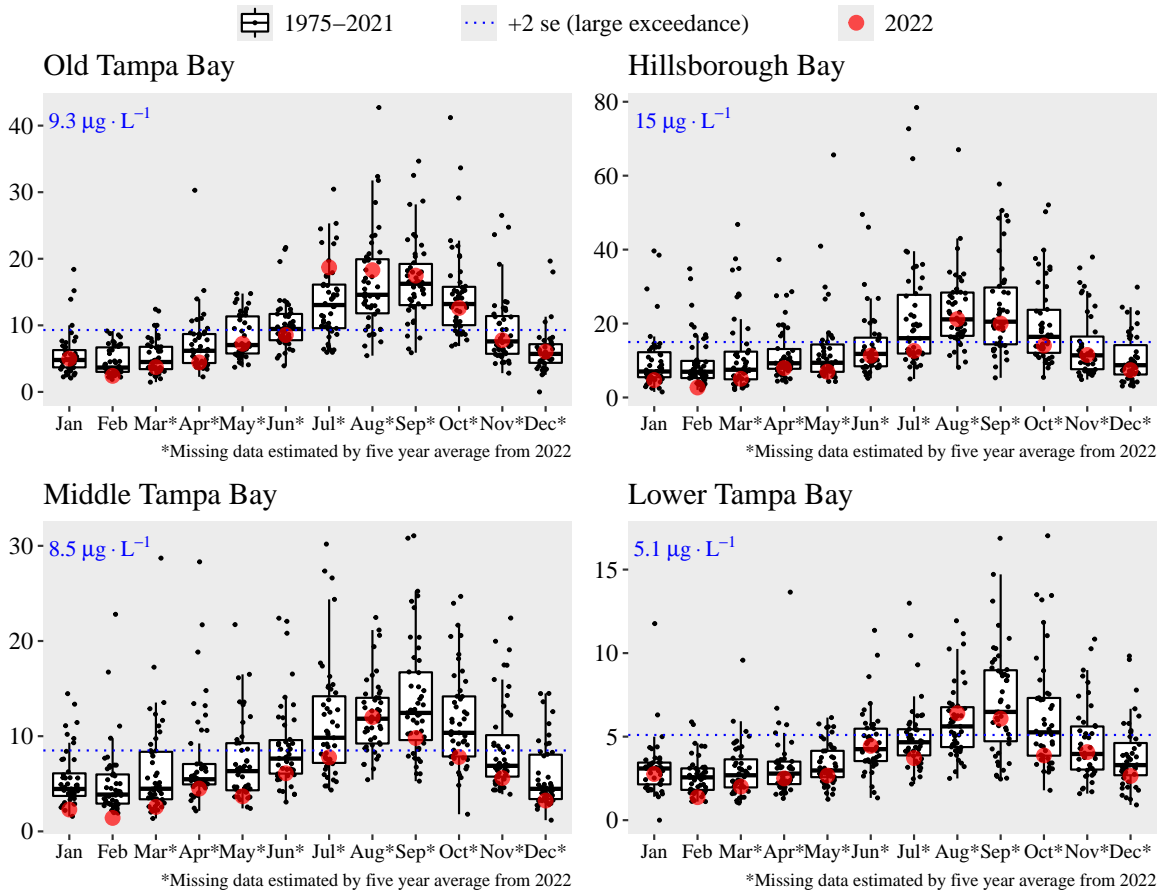 1975–2021 +2 se (large exceedance) 2022
Old Tampa Bay
9.3 μg · L⁻¹
40
30
20
10
0
Jan Feb Mar* Apr* May* Jun* Jul* Aug* Sep* Oct* Nov* Dec*
*Missing data estimated by five year average from 2022
Hillsborough Bay
15 μg · L⁻¹
80
60
40
20
0
Jan Feb Mar* Apr* May* Jun* Jul* Aug* Sep* Oct* Nov* Dec*
*Missing data estimated by five year average from 2022
Middle Tampa Bay
8.5 μg · L⁻¹
30
20
10
0
Jan Feb Mar* Apr* May* Jun* Jul* Aug* Sep* Oct* Nov* Dec*
*Missing data estimated by five year average from 2022
Lower Tampa Bay
5.1 μg · L⁻¹
15
10
5
0
Jan Feb Mar* Apr* May* Jun* Jul* Aug* Sep* Oct* Nov* Dec*
*Missing data estimated by five year average from 2022